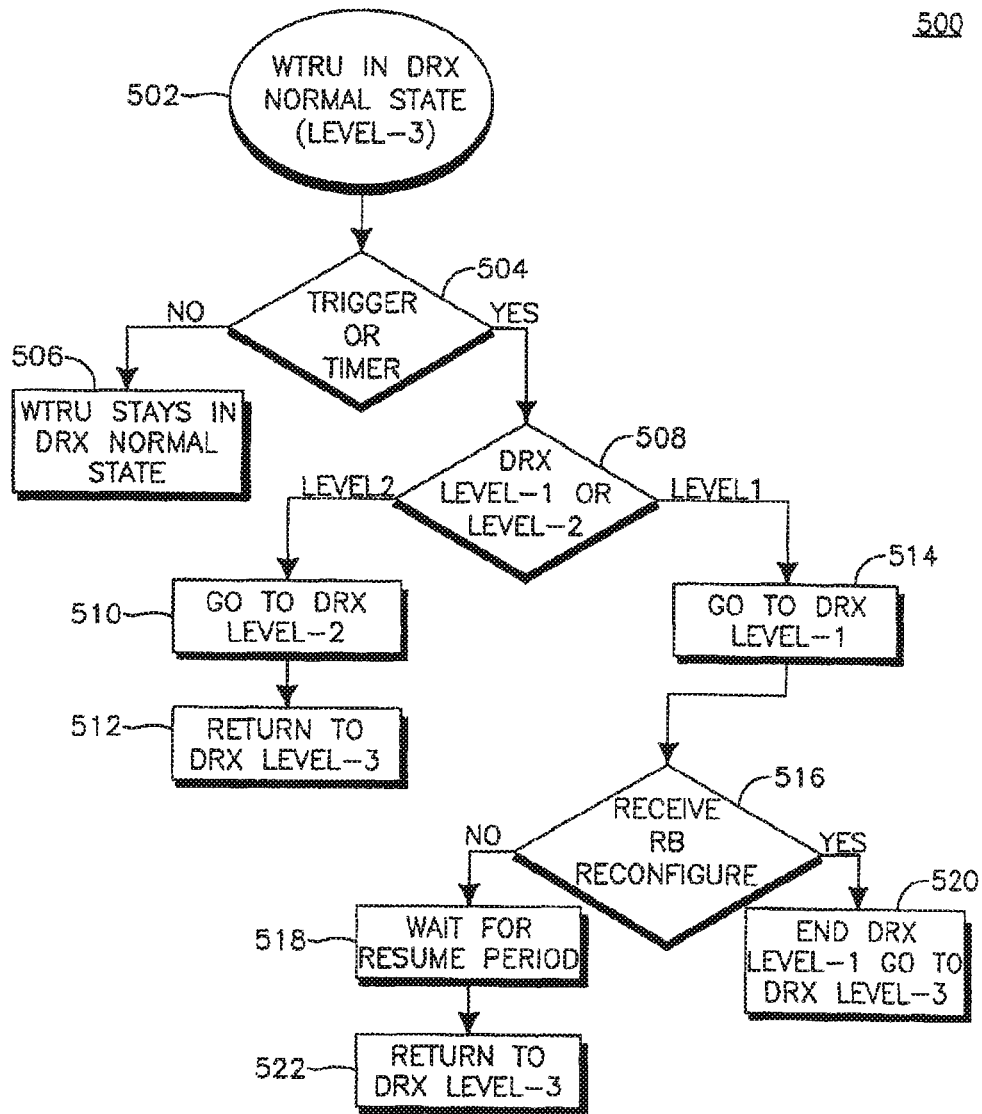 500
502
WTRU IN DRX
NORMAL STATE
(LEVEL-3)
504
TRIGGER
OR
TIMER
NO
YES
506
WTRU STAYS IN
DRX NORMAL
STATE
508
DRX
LEVEL-1 OR
LEVEL-2
LEVEL2
LEVEL1
510
GO TO DRX
LEVEL-2
514
GO TO DRX
LEVEL-1
512
RETURN TO
DRX LEVEL-3
516
RECEIVE
RB
RECONFIGURE
NO
YES
518
WAIT FOR
RESUME PERIOD
520
END DRX
LEVEL-1 GO TO
DRX LEVEL-3
522
RETURN TO
DRX LEVEL-3